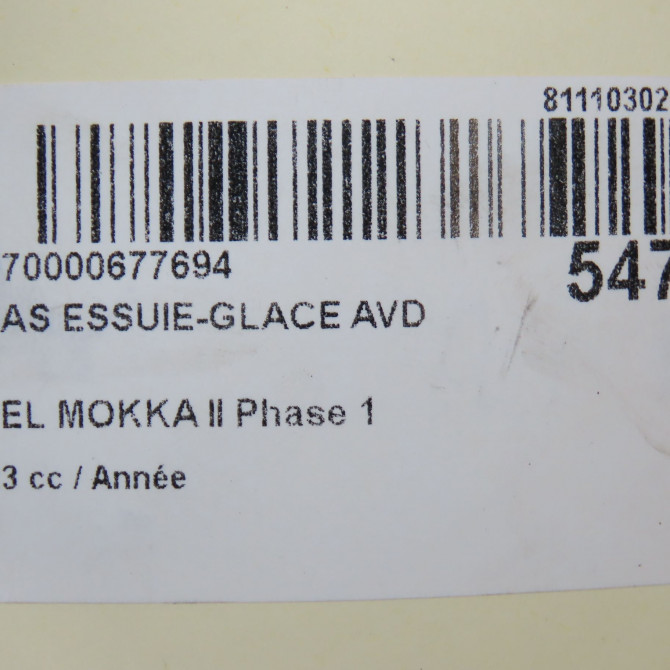 81110302
70000677694
547
AS ESSUIE-GLACE AVD
EL MOKKA II Phase 1
3 cc / Année